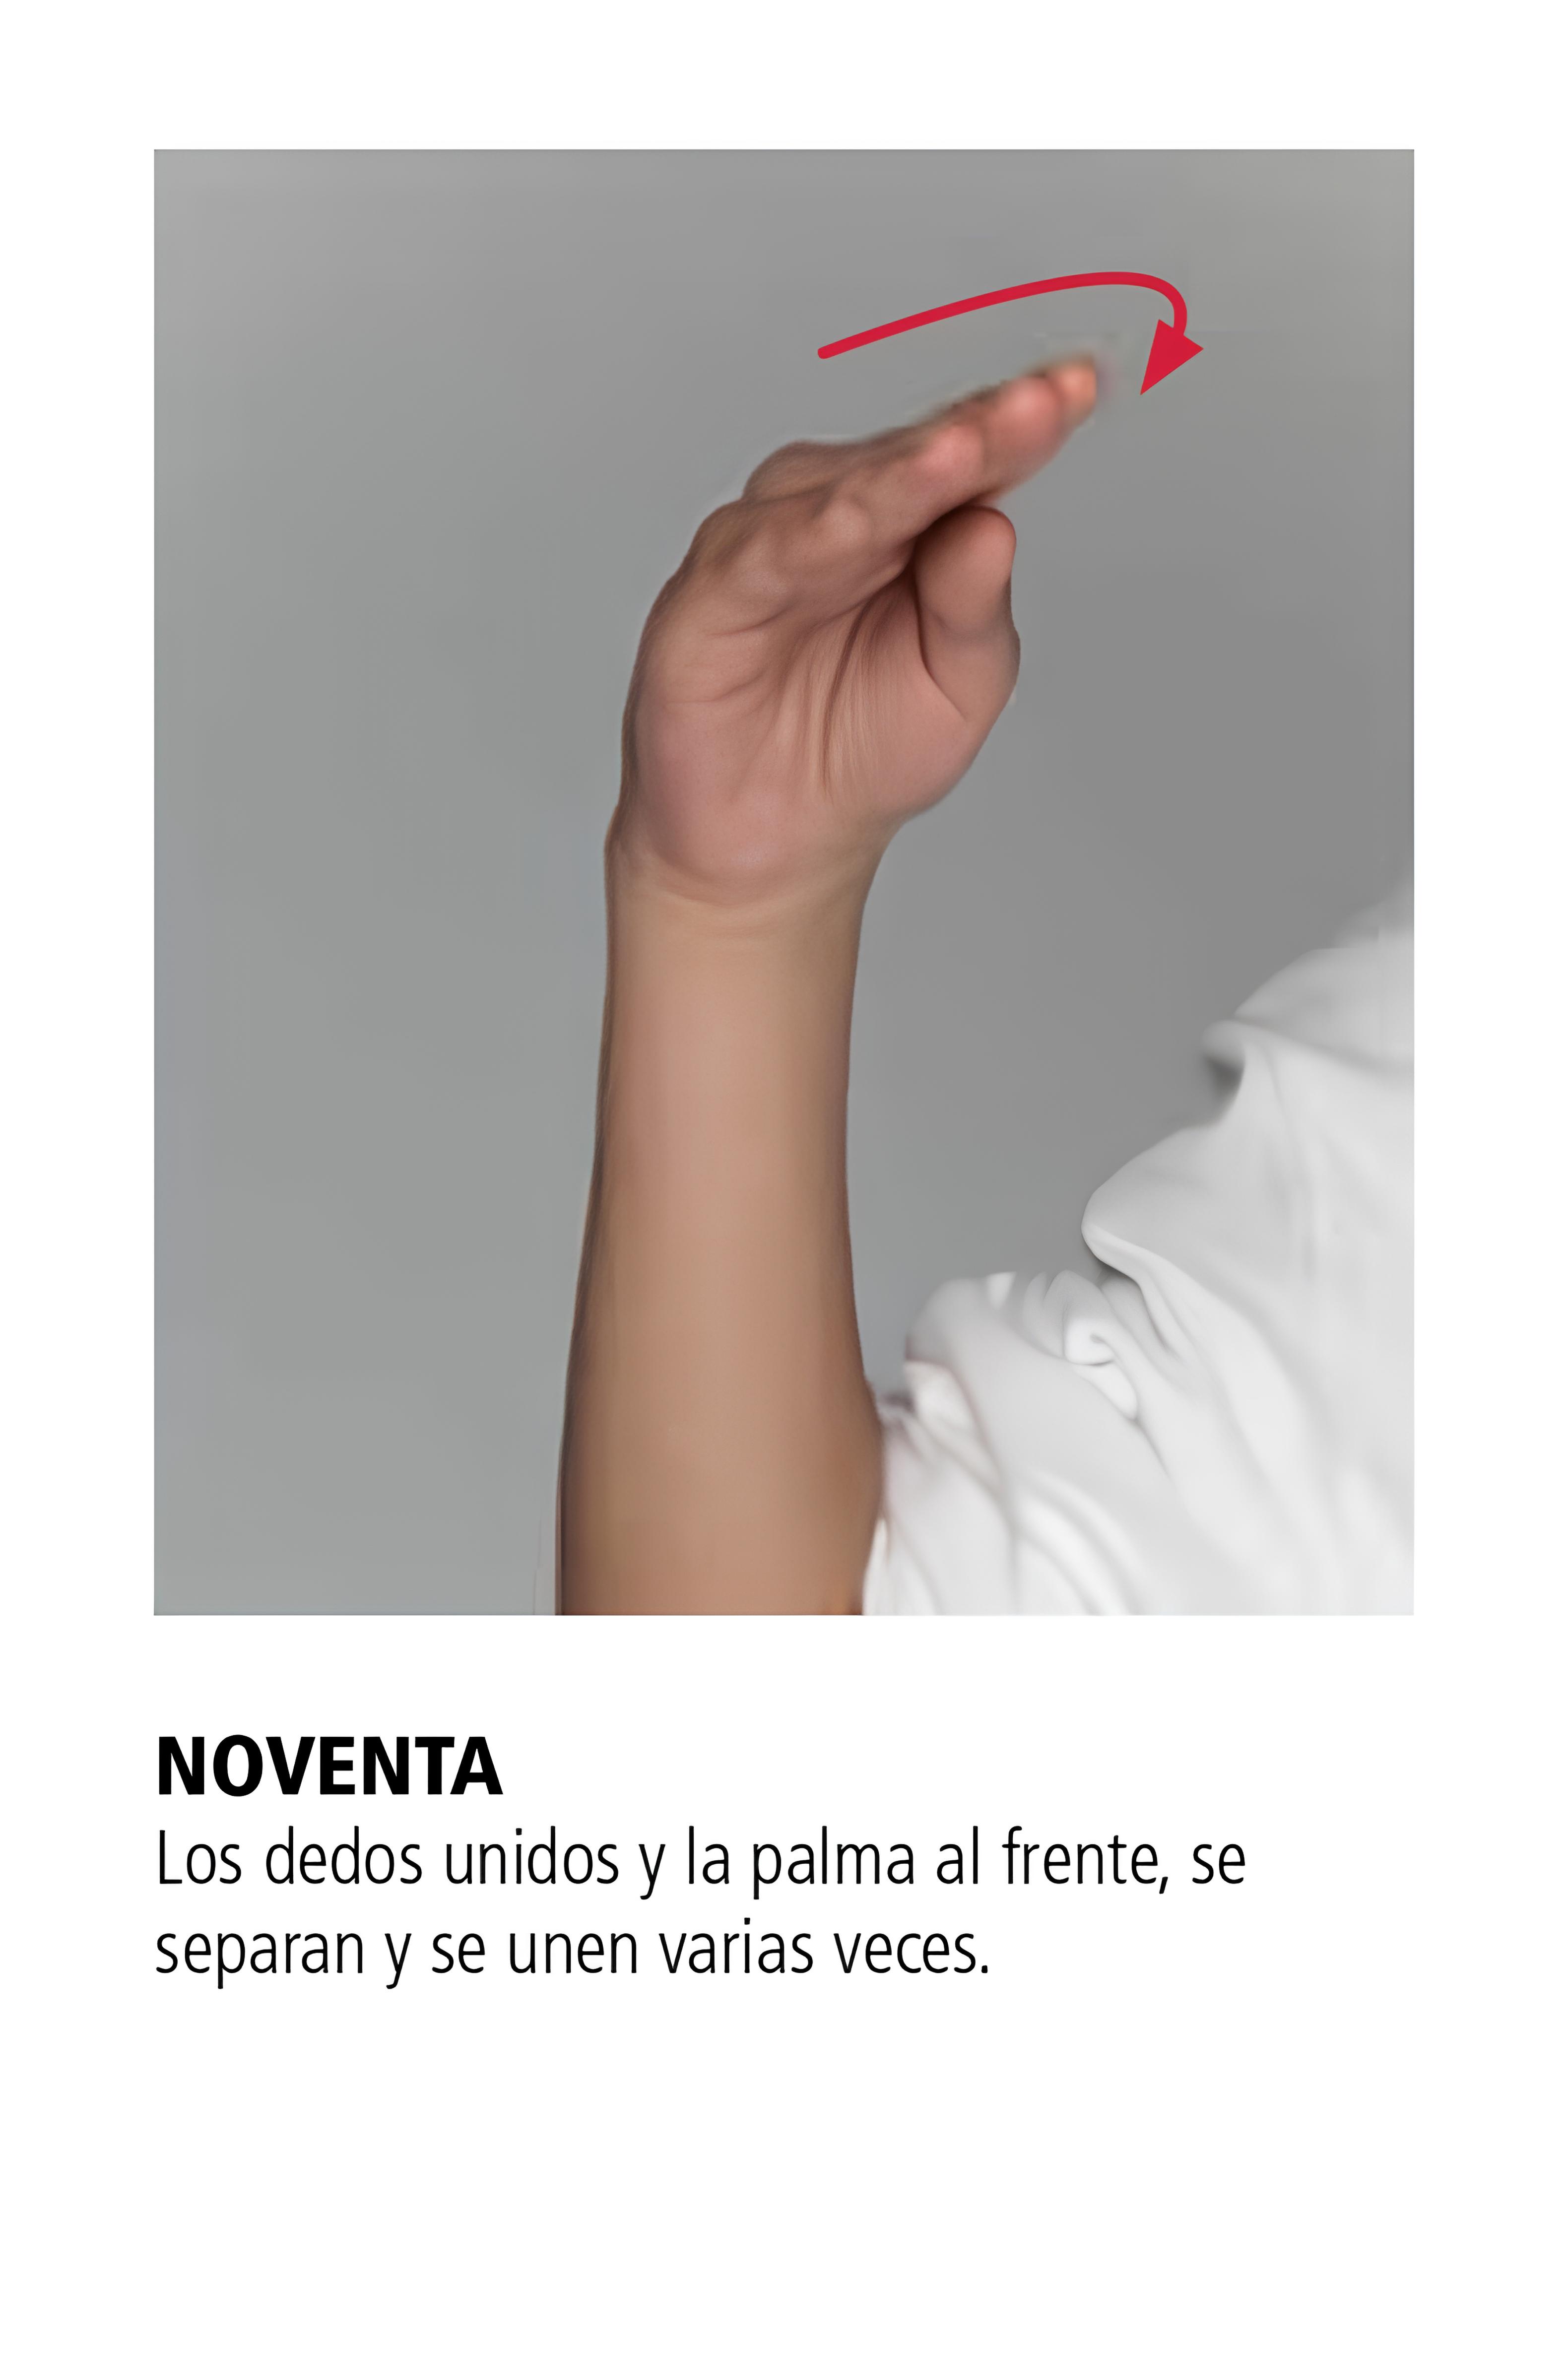 NOVENTA
Los dedos unidos y la palma al frente, se
separan y se unen varias veces.